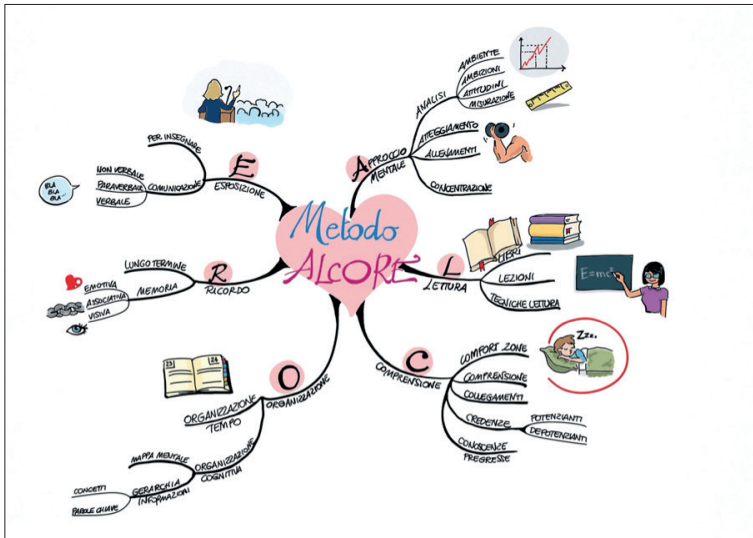 Metodo
ALCORE
A
APPROCCIO
MENTALE
ANALISI
AMBIENTE
AMBIZIONI
ATTITUDINI
MISURAZIONE
ATTEGGIAMENTO
ALLENAMENTI
CONCENTRAZIONE
L
LETTURA
LIBRI
LEZIONI
TECNICHE LETTURA
E=mc²
C
COMPRENSIONE
COMFORT ZONE
Zzz..
COMPRENSIONE
COLLEGAMENTI
CREDENZE
POTENZIANTI
DEPOTENZIANTI
CONOSCENZE
PREGRESSE
O
ORGANIZZAZIONE
23
24
ORGANIZZAZIONE
TEMPO
ORGANIZZAZIONE
COGNITIVA
MAPPA MENTALE
GERARCHIA
INFORMAZIONI
CONCETTI
PAROLE CHIAVE
R
RICORDO
LUNGO TERMINE
MEMORIA
EMOTIVA
ASSOCIATIVA
VISIVA
E
ESPOSIZIONE
PER INSEGNARE
COMUNICAZIONE
NON VERBALE
PARAVERBALE
VERBALE
BLA
BLA
BLA...